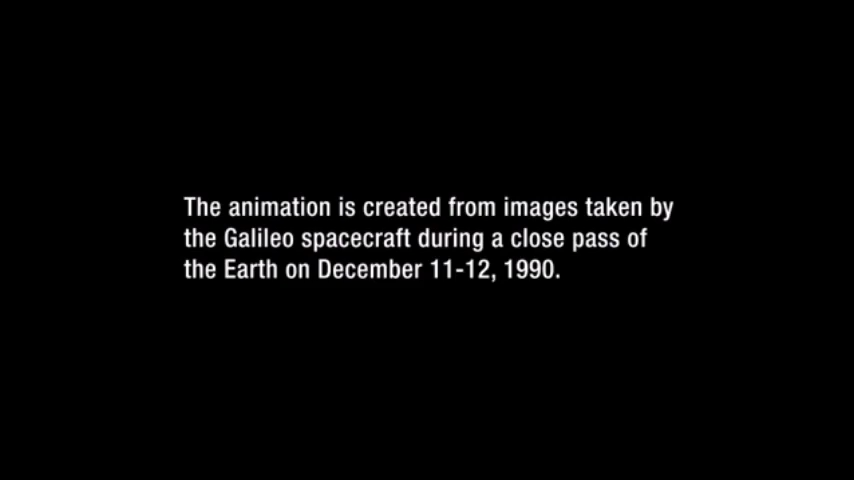 The animation is created from images taken by
the Galileo spacecraft during a close pass of
the Earth on December 11-12, 1990.